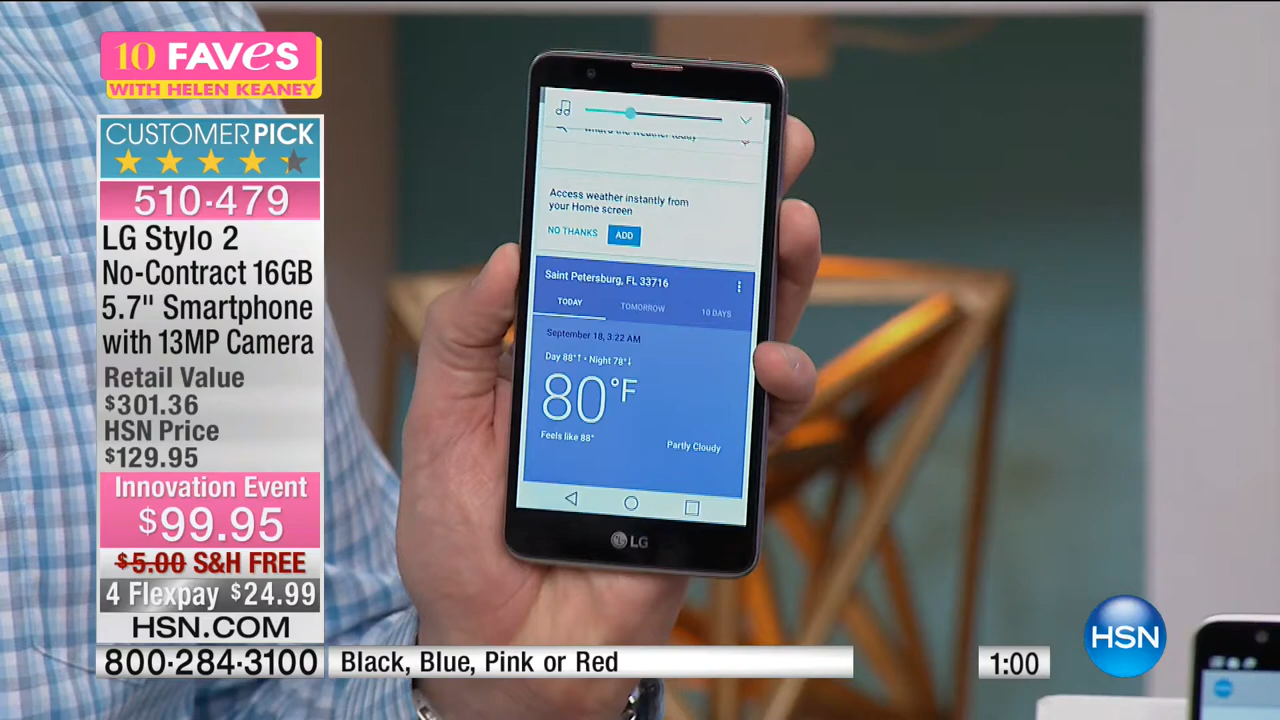 10 FAVES
WITH HELEN KEANEY
CUSTOMER PICK
510-479
LG Stylo 2
No-Contract 16GB
5.7" Smartphone
with 13MP Camera
Retail Value
$301.36
HSN Price
$129.95
Innovation Event
$99.95
$5.00 S&H FREE
4 Flexpay $24.99
HSN.COM
800-284-3100
Black, Blue, Pink or Red
1:00
HSN
what's the weather today
Access weather instantly from
your Home screen
NO THANKS ADD
Saint Petersburg, FL 33716
TODAY TOMORROW 10 DAYS
September 18, 3:22 AM
Day 88°↑ • Night 78°↓
80°F
Feels like 88°
Partly Cloudy
LG